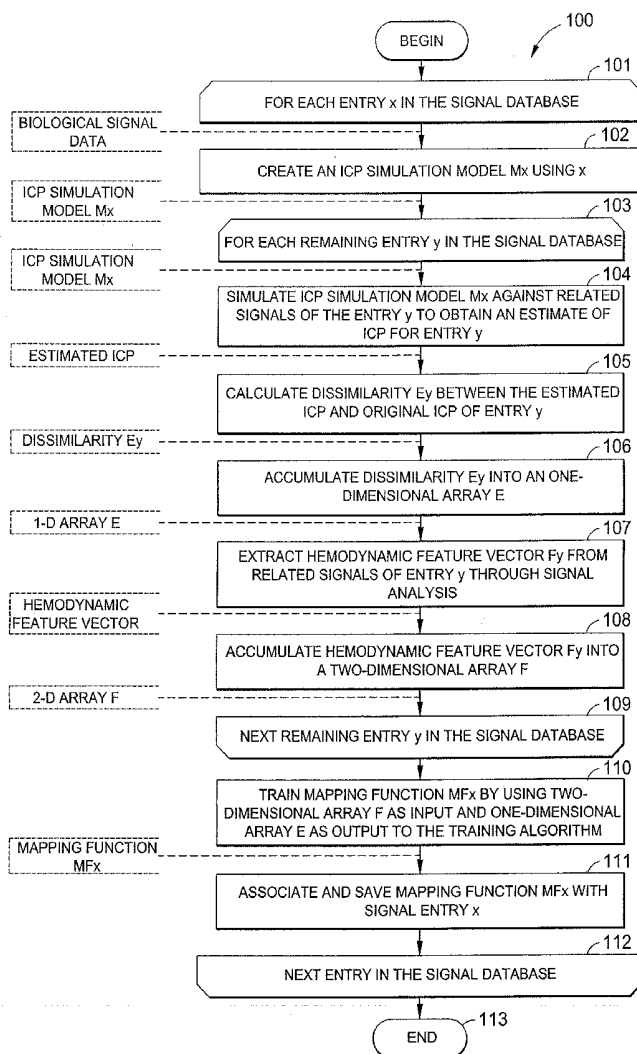 BEGIN
100
101
FOR EACH ENTRY x IN THE SIGNAL DATABASE
BIOLOGICAL SIGNAL
DATA
102
CREATE AN ICP SIMULATION MODEL Mx USING x
ICP SIMULATION
MODEL Mx
103
FOR EACH REMAINING ENTRY y IN THE SIGNAL DATABASE
ICP SIMULATION
MODEL Mx
104
SIMULATE ICP SIMULATION MODEL Mx AGAINST RELATED
SIGNALS OF THE ENTRY y TO OBTAIN AN ESTIMATE OF
ICP FOR ENTRY y
ESTIMATED ICP
105
CALCULATE DISSIMILARITY Ey BETWEEN THE ESTIMATED
ICP AND ORIGINAL ICP OF ENTRY y
DISSIMILARITY Ey
106
ACCUMULATE DISSIMILARITY Ey INTO AN ONE-
DIMENSIONAL ARRAY E
1-D ARRAY E
107
EXTRACT HEMODYNAMIC FEATURE VECTOR Fy FROM
RELATED SIGNALS OF ENTRY y THROUGH SIGNAL
ANALYSIS
HEMODYNAMIC
FEATURE VECTOR
108
ACCUMULATE HEMODYNAMIC FEATURE VECTOR Fy INTO
A TWO-DIMENSIONAL ARRAY F
2-D ARRAY F
109
NEXT REMAINING ENTRY y IN THE SIGNAL DATABASE
110
TRAIN MAPPING FUNCTION MFx BY USING TWO-
DIMENSIONAL ARRAY F AS INPUT AND ONE-DIMENSIONAL
ARRAY E AS OUTPUT TO THE TRAINING ALGORITHM
MAPPING FUNCTION
MFx
111
ASSOCIATE AND SAVE MAPPING FUNCTION MFx WITH
SIGNAL ENTRY x
112
NEXT ENTRY IN THE SIGNAL DATABASE
113
END